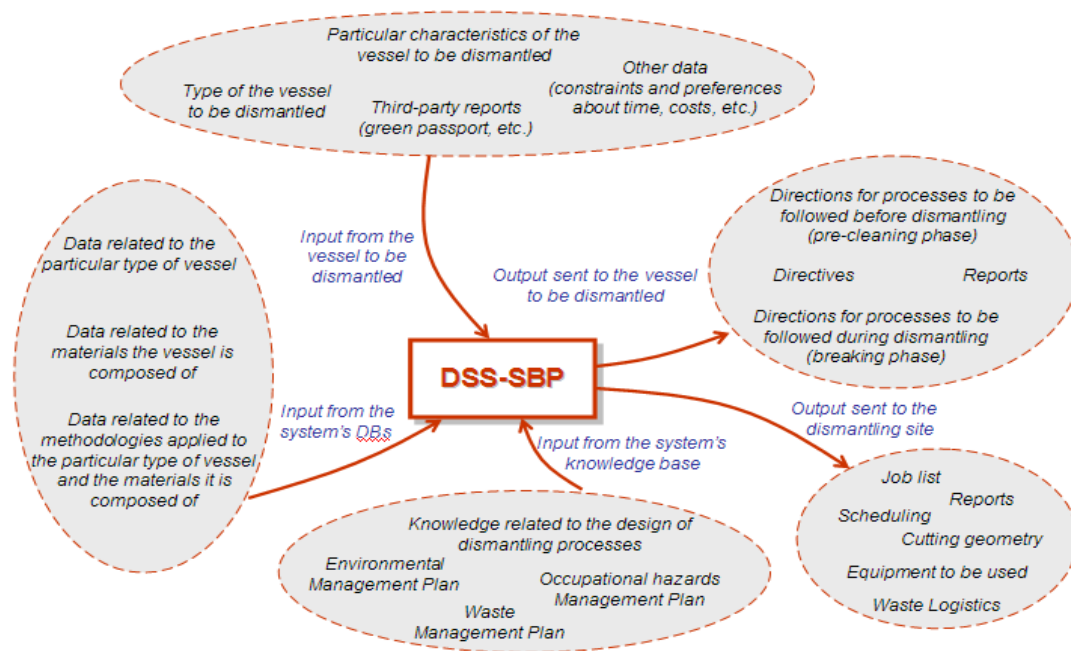 Particular characteristics of the
vessel to be dismantled
Type of the vessel
to be dismantled
Third-party reports
(green passport, etc.)
Other data
(constraints and preferences
about time, costs, etc.)
Input from the
vessel to be
dismantled
Data related to the
particular type of vessel
Data related to the
materials the vessel is
composed of
Data related to the
methodologies applied to
the particular type of vessel
and the materials it is
composed of
Input from the
system's DBs
DSS-SBP
Output sent to the vessel
to be dismantled
Directions for processes to be
followed before dismantling
(pre-cleaning phase)
Directives
Reports
Directions for processes to be
followed during dismantling
(breaking phase)
Input from the system's
knowledge base
Knowledge related to the design of
dismantling processes
Environmental
Management Plan
Occupational hazards
Management Plan
Waste
Management Plan
Output sent to the
dismantling site
Job list
Reports
Scheduling
Cutting geometry
Equipment to be used
Waste Logistics